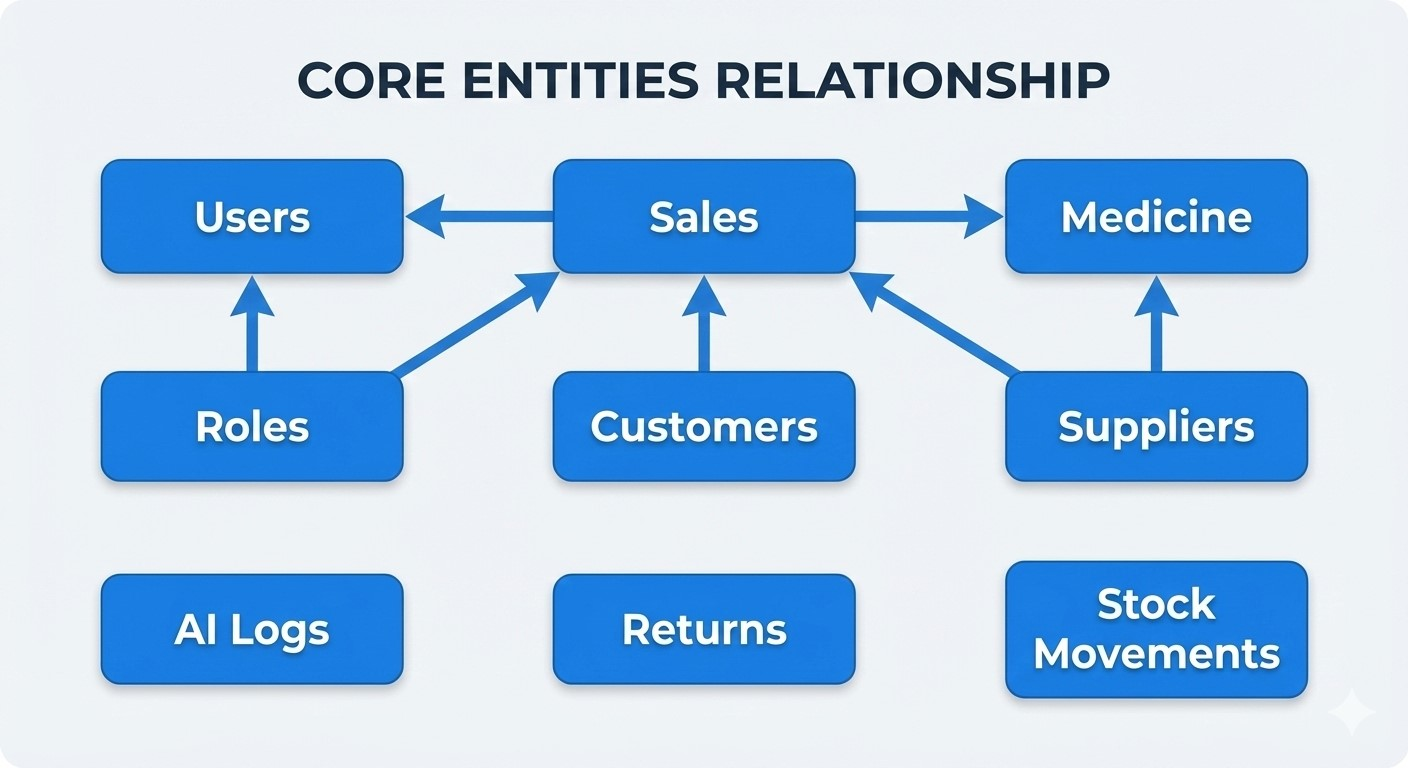 CORE ENTITIES RELATIONSHIP
Users
Sales
Medicine
Roles
Customers
Suppliers
AI Logs
Returns
Stock
Movements